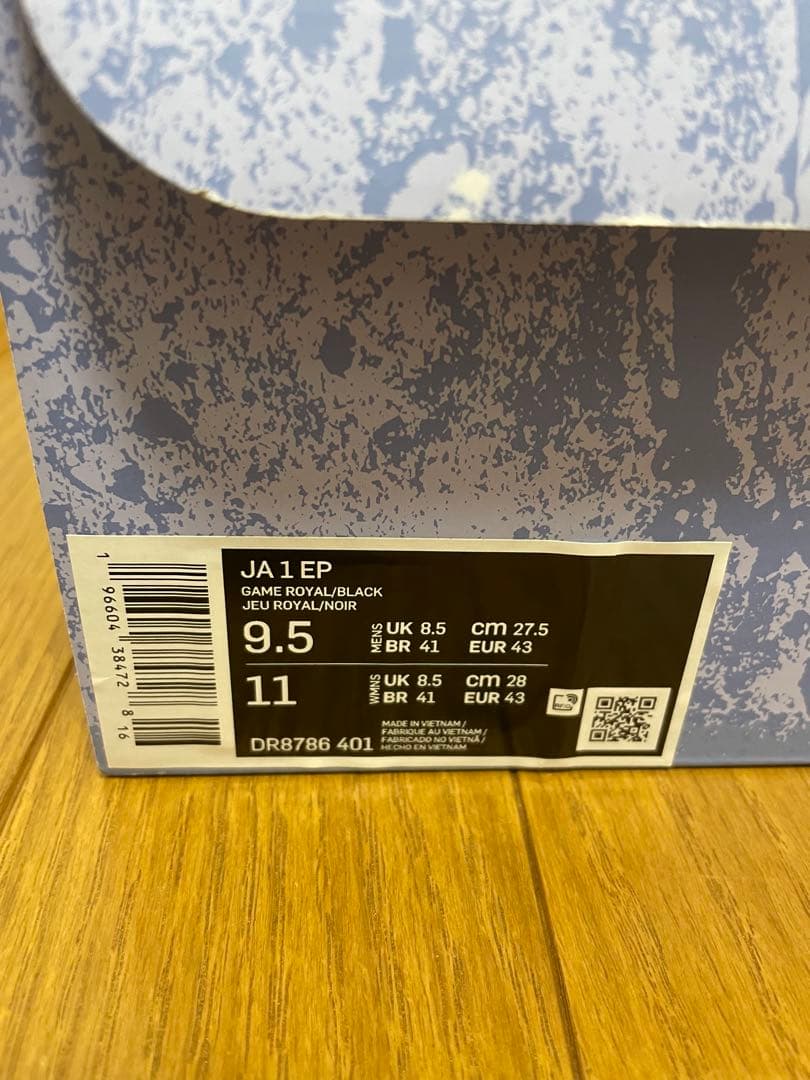 JA 1 EP
GAME ROYAL/BLACK
JEU ROYAL/NOIR
9.5 MENS UK 8.5 cm 27.5
BR 41 EUR 43
11 WMNS UK 8.5 cm 28
BR 41 EUR 43
DR8786 401
MADE IN VIETNAM /
FABRIQUE AU VIETNAM /
FABRICADO NO VIETNÃ /
HECHO EN VIETNAM
1 96604 38472 8 16